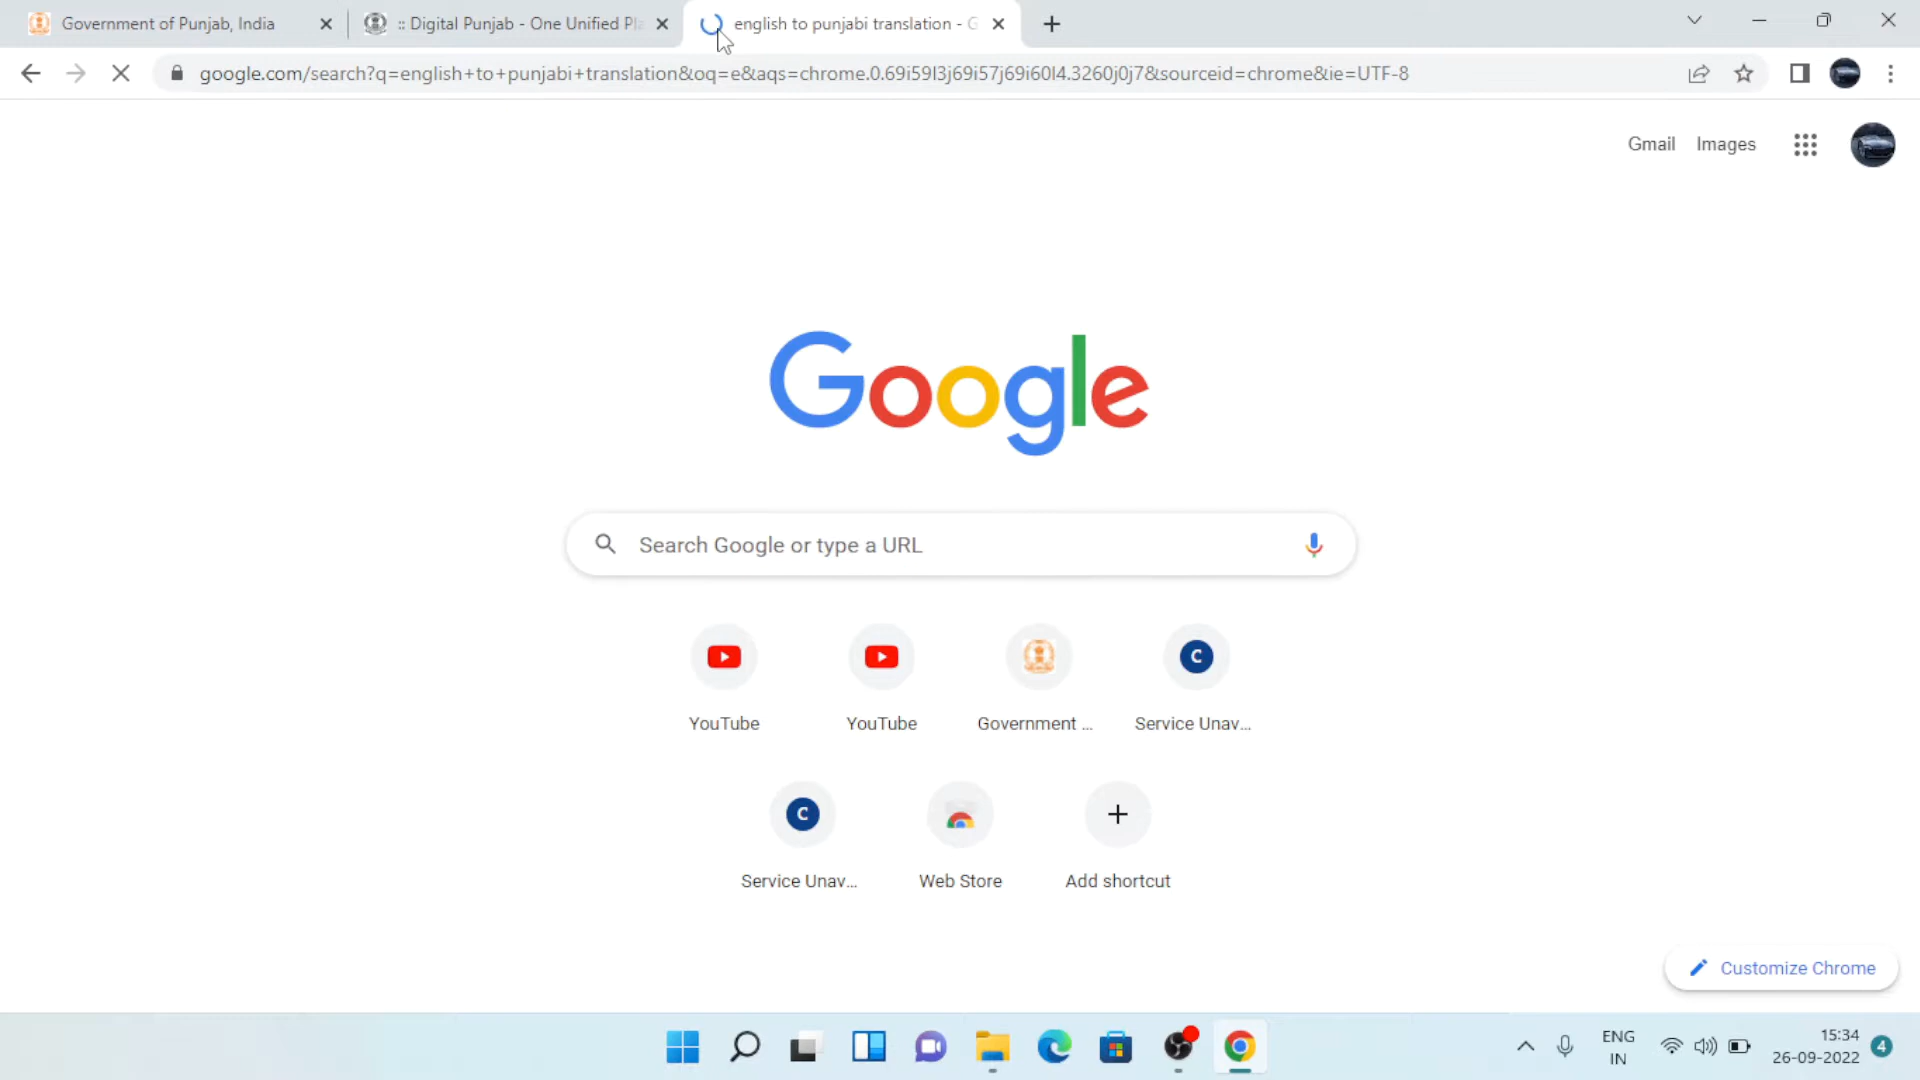 Government of Punjab, India
:: Digital Punjab - One Unified Pla
english to punjabi translation - G
google.com/search?q=english+to+punjabi+translation&oq=e&aqs=chrome.0.69i59l3j69i57j69i60l4.3260j0j7&sourceid=chrome&ie=UTF-8
Gmail
Images
Google
Search Google or type a URL
YouTube
YouTube
Government ...
C
Service Unav...
C
Service Unav...
Web Store
Add shortcut
Customize Chrome
ENG
IN
15:34
26-09-2022
4